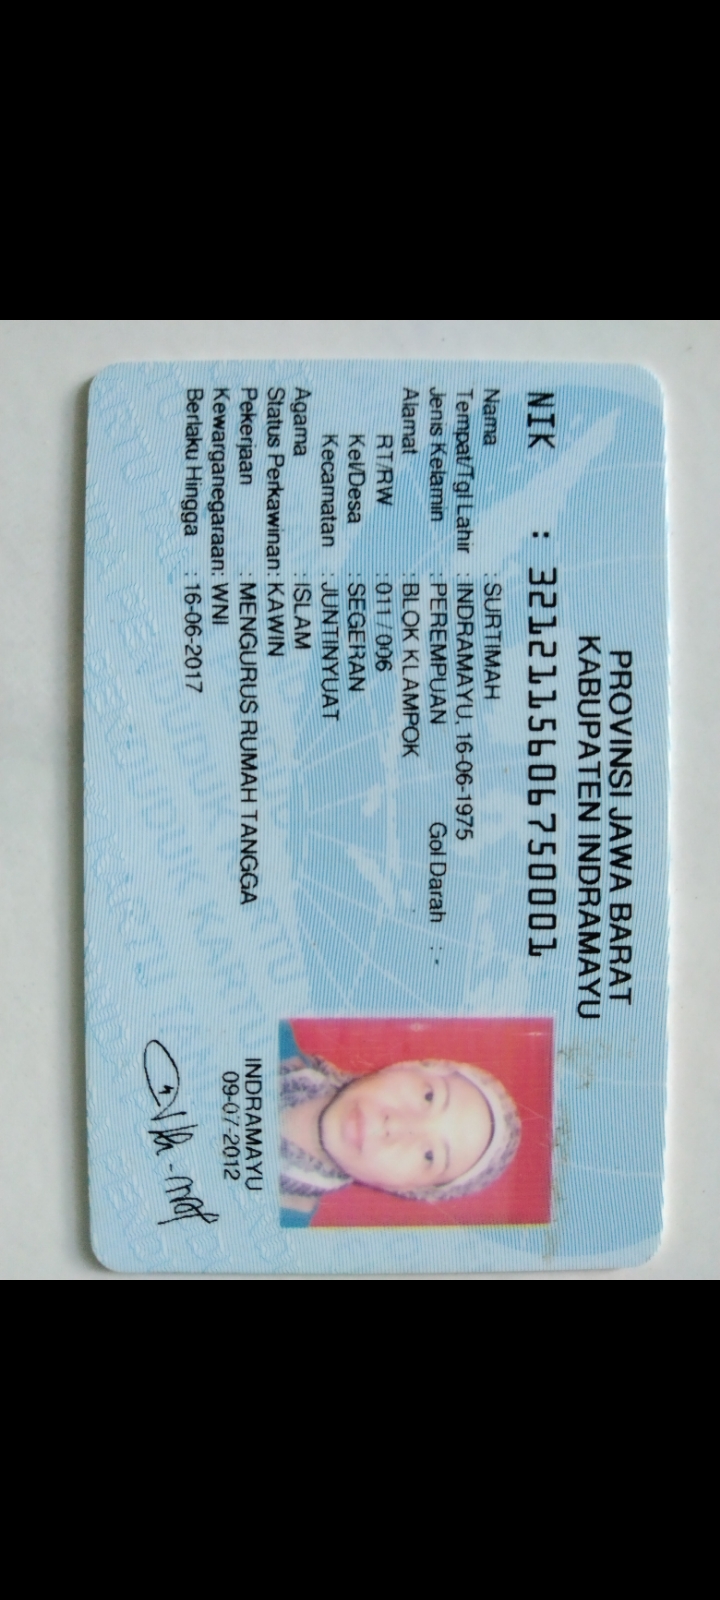 PROVINSI JAWA BARAT
KABUPATEN INDRAMAYU
NIK : 3212115606750001
Nama : SURTIMAH
Tempat/Tgl Lahir : INDRAMAYU, 16-06-1975
Jenis Kelamin : PEREMPUAN Gol Darah : -
Alamat : BLOK KLAMPOK
RT/RW : 011 / 006
Kel/Desa : SEGERAN
Kecamatan : JUNTINYUAT
Agama : ISLAM
Status Perkawinan : KAWIN
Pekerjaan : MENGURUS RUMAH TANGGA
Kewarganegaraan : WNI
Berlaku Hingga : 16-06-2017
INDRAMAYU
09-07-2012